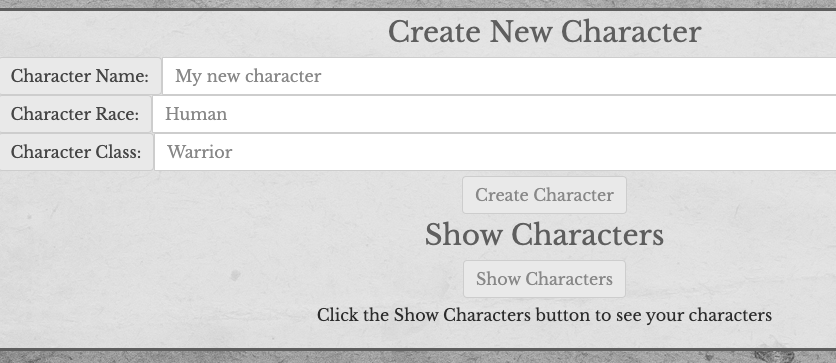 Create New Character
Character Name: My new character
Character Race: Human
Character Class: Warrior
Create Character
Show Characters
Show Characters
Click the Show Characters button to see your characters